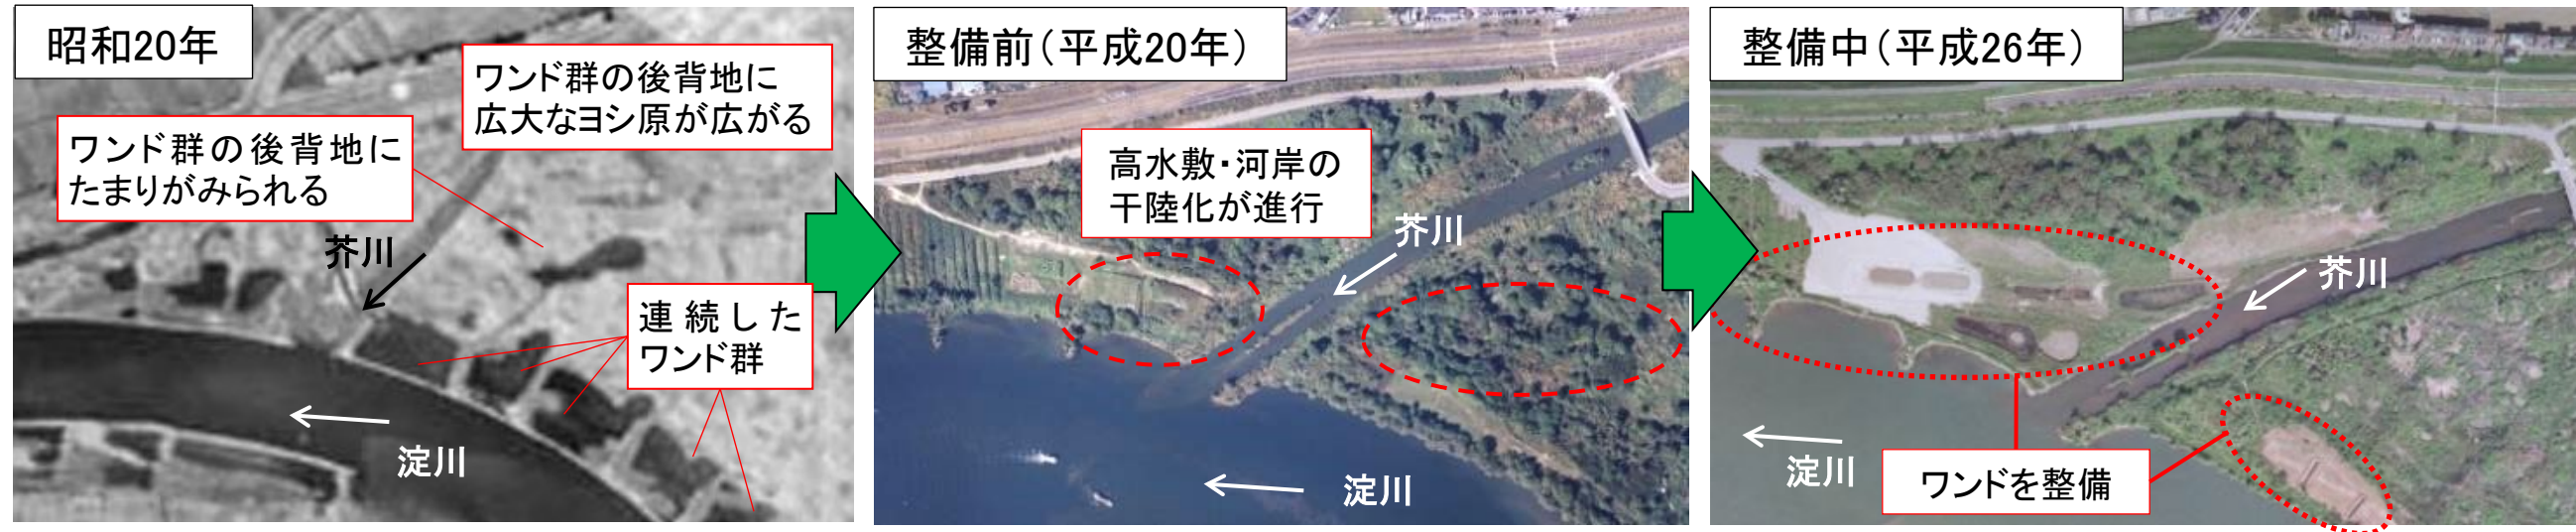 昭和20年
ワンド群の後背地に
広大なヨシ原が広がる
ワンド群の後背地に
たまりがみられる
芥川
連続した
ワンド群
淀川
整備前(平成20年)
高水敷・河岸の
干陸化が進行
芥川
淀川
整備中(平成26年)
芥川
淀川
ワンドを整備